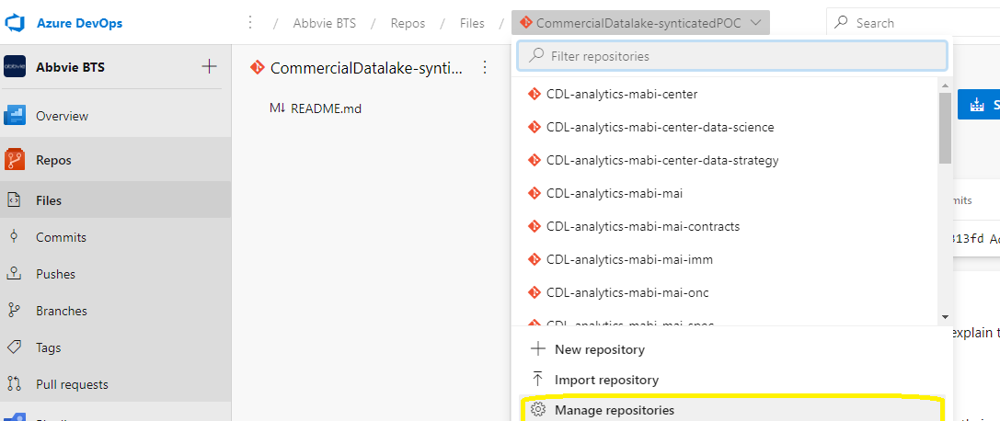 Azure DevOps
Abbvie BTS / Repos / Files / CommercialDatalake-synticatedPOC
Search
abbvie
Abbvie BTS
Overview
Repos
Files
Commits
Pushes
Branches
Tags
Pull requests
CommercialDatalake-synti...
M↓ README.md
Filter repositories
CDL-analytics-mabi-center
CDL-analytics-mabi-center-data-science
CDL-analytics-mabi-center-data-strategy
CDL-analytics-mabi-mai
CDL-analytics-mabi-mai-contracts
CDL-analytics-mabi-mai-imm
CDL-analytics-mabi-mai-onc
New repository
Import repository
Manage repositories
S
mits
313fd Ac
explain t